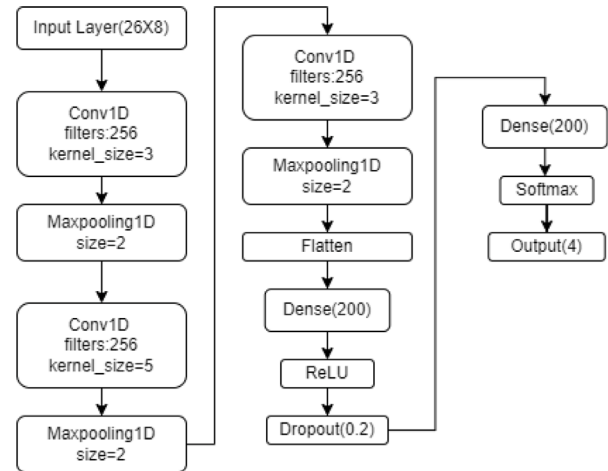 Input Layer(26X8)
Conv1D
filters:256
kernel_size=3
Maxpooling1D
size=2
Conv1D
filters:256
kernel_size=5
Maxpooling1D
size=2
Conv1D
filters:256
kernel_size=3
Maxpooling1D
size=2
Flatten
Dense(200)
ReLU
Dropout(0.2)
Dense(200)
Softmax
Output(4)